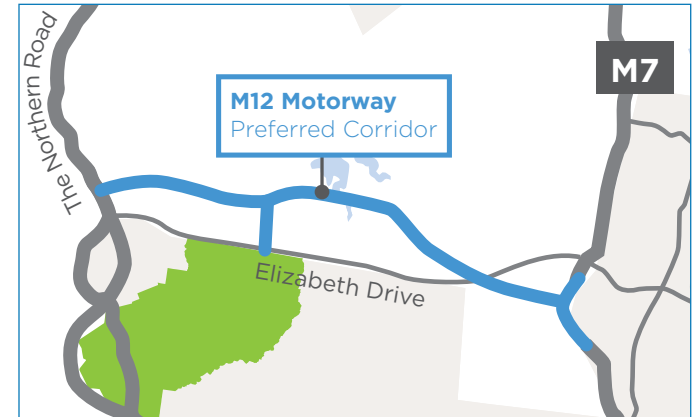 The Northern Road
M7
M12 Motorway
Preferred Corridor
Elizabeth Drive